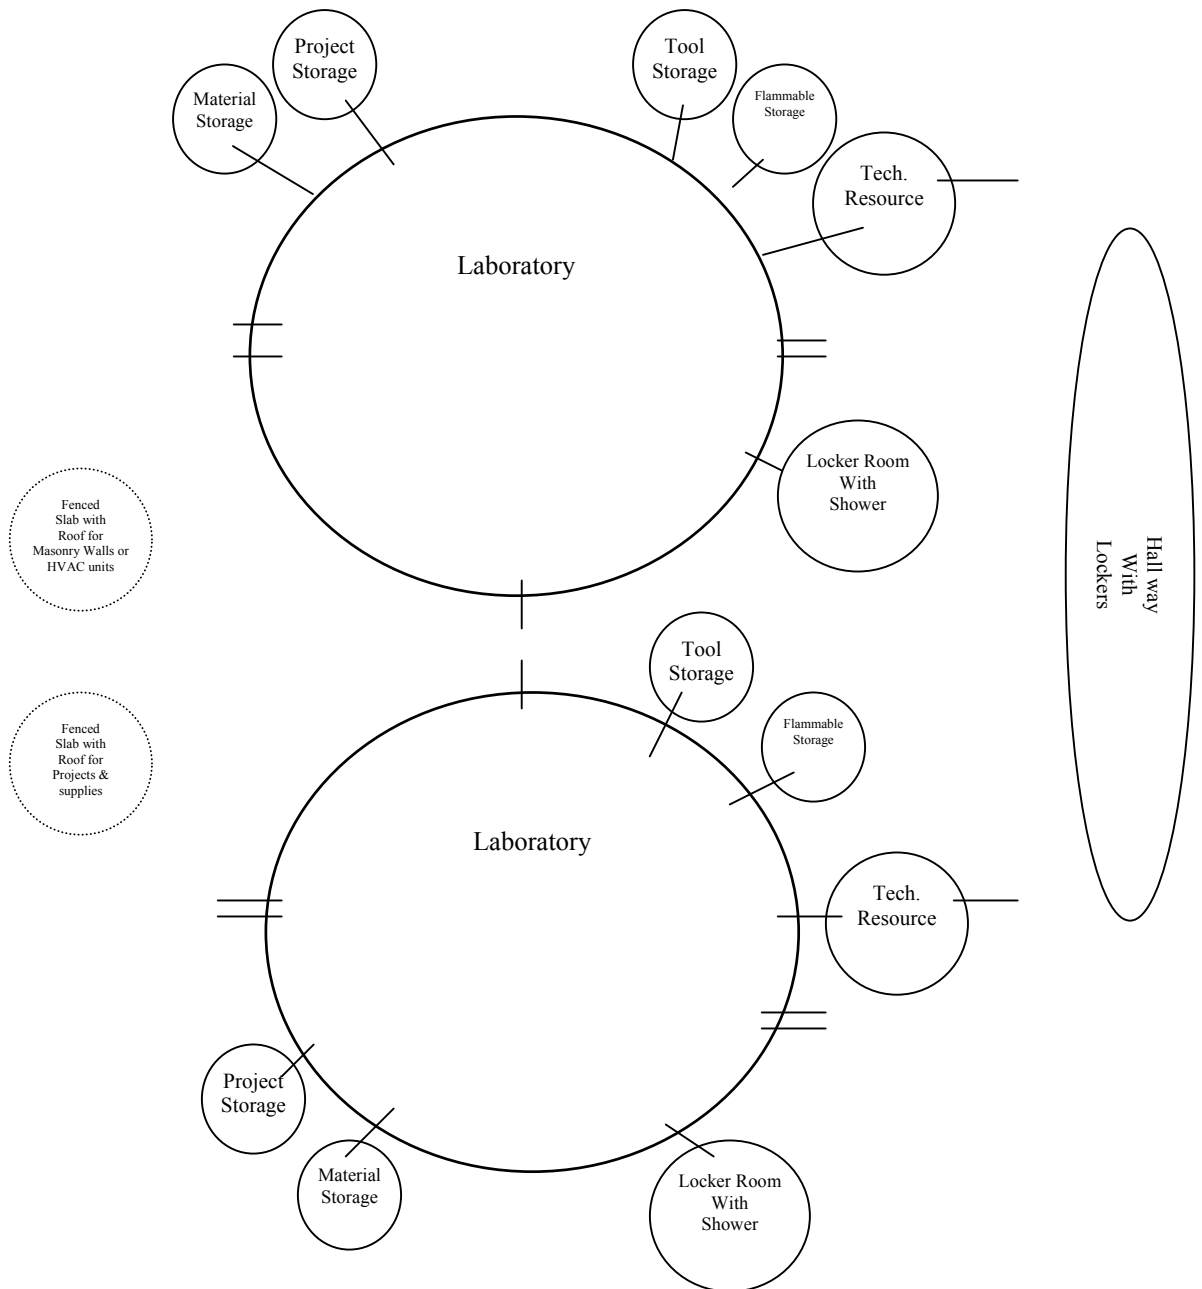 Project
Storage
Tool
Storage
Material
Storage
Flammable
Storage
Tech.
Resource
Laboratory
Locker Room
With
Shower
Fenced
Slab with
Roof for
Masonry Walls or
HVAC units
Hall way
With
Lockers
Tool
Storage
Flammable
Storage
Fenced
Slab with
Roof for
Projects &
supplies
Laboratory
Tech.
Resource
Project
Storage
Material
Storage
Locker Room
With
Shower